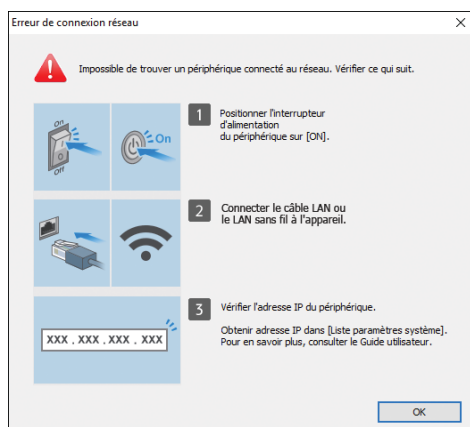 Erreur de connexion réseau
Impossible de trouver un périphérique connecté au réseau. Vérifier ce qui suit.
On
Off
On
1
Positionner l'interrupteur
d'alimentation
du périphérique sur [ON].
2
Connecter le câble LAN ou
le LAN sans fil à l'appareil.
XXX . XXX . XXX . XXX
3
Vérifier l'adresse IP du périphérique.
Obtenir adresse IP dans [Liste paramètres système].
Pour en savoir plus, consulter le Guide utilisateur.
OK